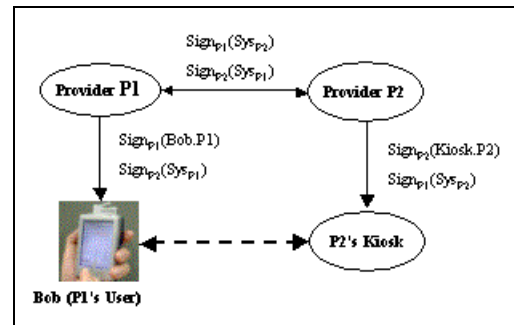 Sign_P1(Sys_P2)
Sign_P2(Sys_P1)
Provider P1
Provider P2
Sign_P1(Bob.P1)
Sign_P2(Sys_P1)
Sign_P2(Kiosk.P2)
Sign_P1(Sys_P2)
P2's Kiosk
Bob (P1's User)